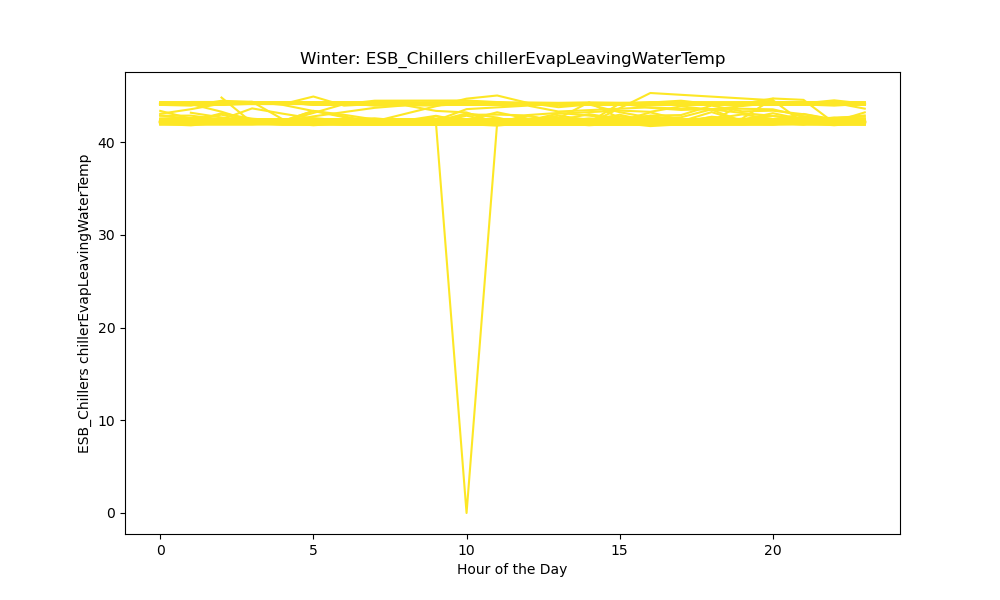 Winter: ESB_Chillers chillerEvapLeavingWaterTemp
ESB_Chillers chillerEvapLeavingWaterTemp
40
30
20
10
0
0 5 10 15 20
Hour of the Day